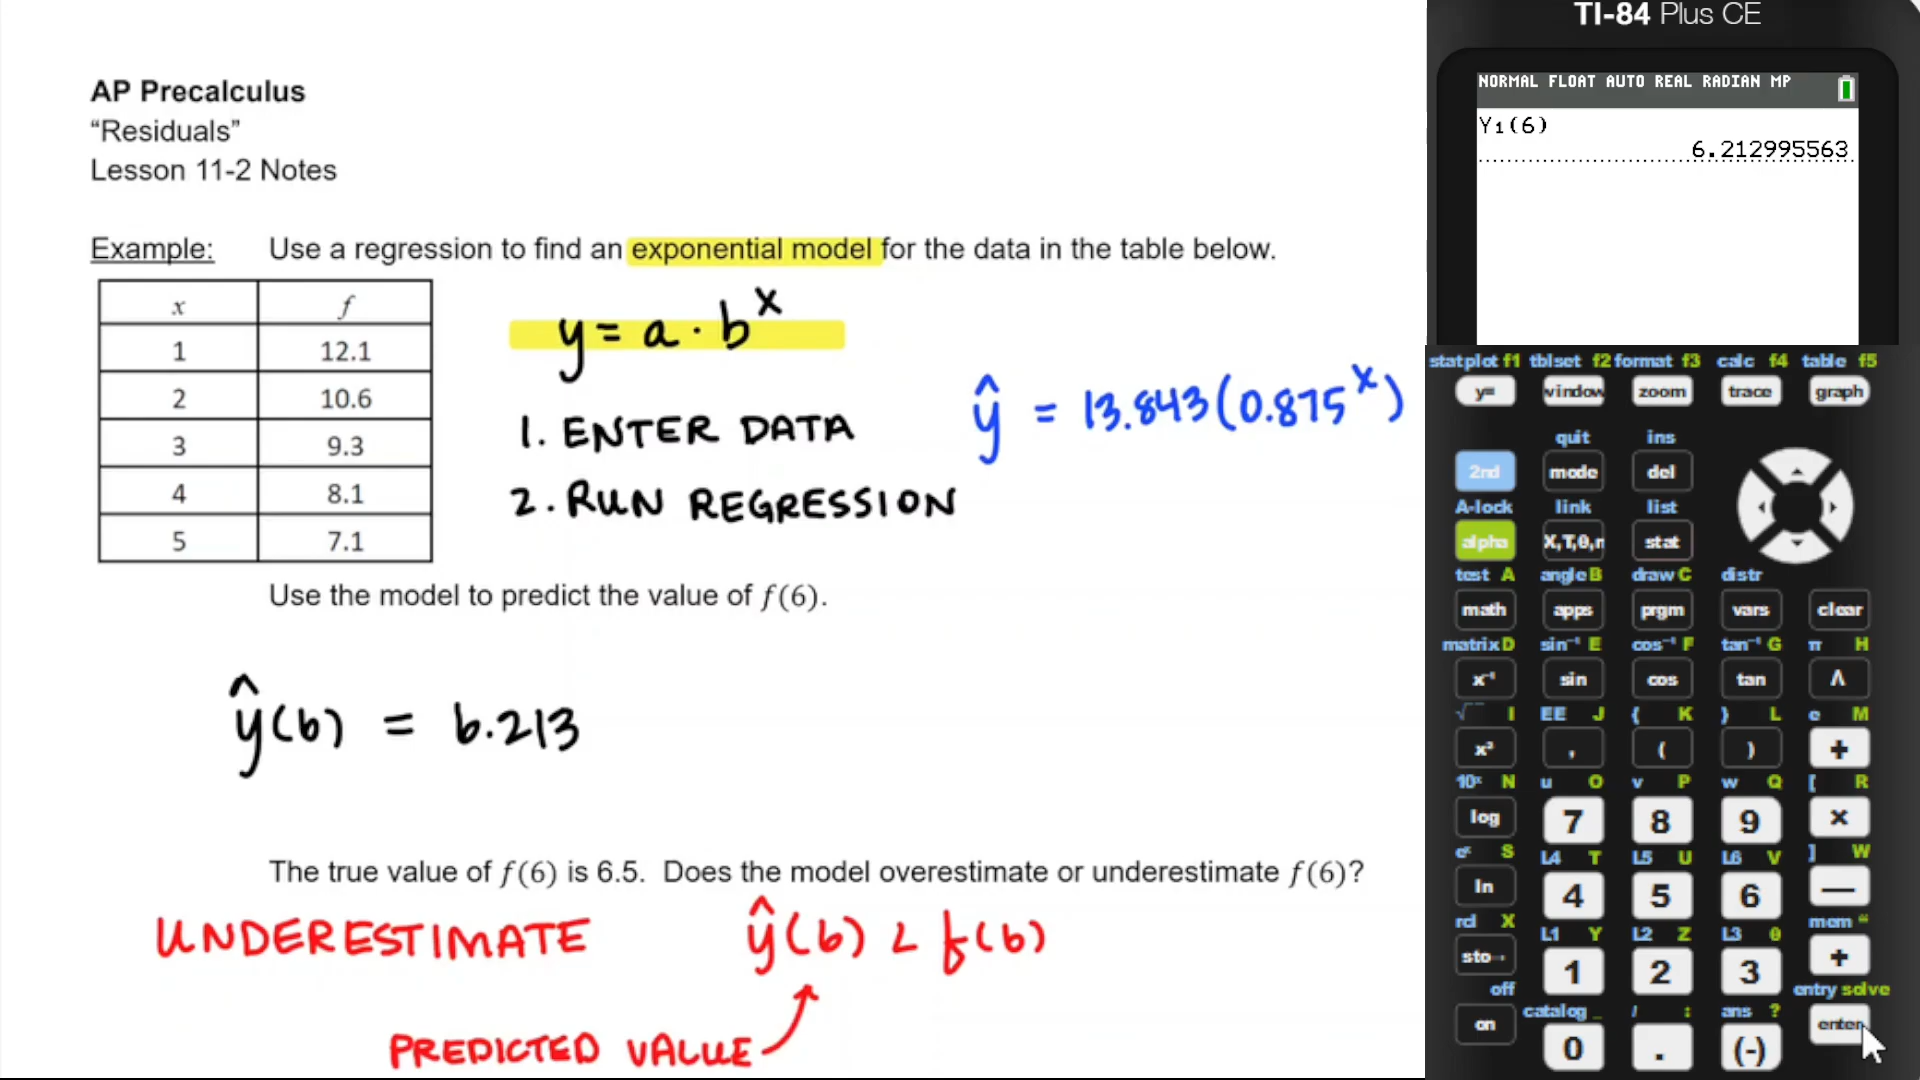 AP Precalculus
“Residuals”
Lesson 11-2 Notes
Example: Use a regression to find an exponential model for the data in the table below.
x f
1 12.1
2 10.6
3 9.3
4 8.1
5 7.1
y = a · b^x
1. ENTER DATA
2. RUN REGRESSION
ŷ = 13.843(0.875^x)
Use the model to predict the value of f(6).
ŷ(6) = 6.213
The true value of f(6) is 6.5. Does the model overestimate or underestimate f(6)?
UNDERESTIMATE ŷ(6) < f(6)
PREDICTED VALUE
TI-84 Plus CE
NORMAL FLOAT AUTO REAL RADIAN MP
Y₁(6)
6.212995563
statplot f1 tblset f2 format f3 calc f4 table f5
y= window zoom trace graph
quit ins
2nd mode del
A-lock link list
alpha X,T,θ,n stat
test A angle B draw C distr
math apps prgm vars clear
matrix D sin⁻¹ E cos⁻¹ F tan⁻¹ G π H
x⁻¹ sin cos tan ^
√ I EE J { K } L e M
x² , ( ) ÷
10ˣ N u O v P w Q [ R
log 7 8 9 ×
eˣ S L4 T L5 U L6 V ] W
ln 4 5 6 —
rcl X L1 Y L2 Z L3 θ mem “
sto→ 1 2 3 +
off catalog _ i : ans ? entry solve
on 0 . (-) enter